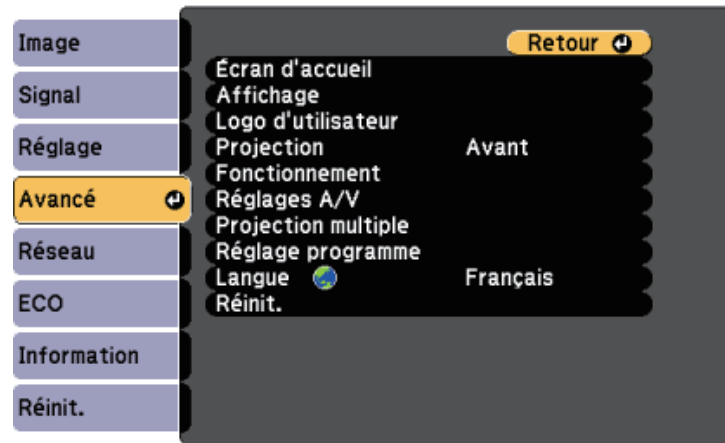 Image
Signal
Réglage
Avancé
Réseau
ECO
Information
Réinit.
Retour
Écran d'accueil
Affichage
Logo d'utilisateur
Projection Avant
Fonctionnement
Réglages A/V
Projection multiple
Réglage programme
Langue Français
Réinit.